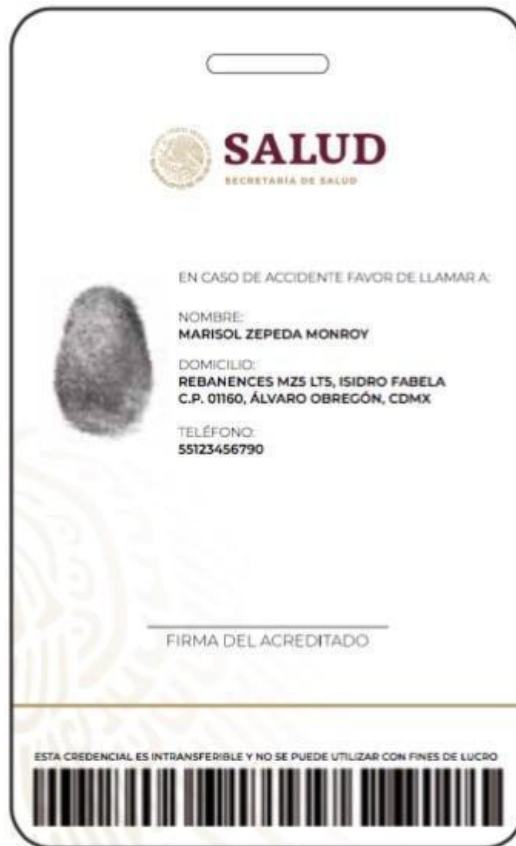 SALUD
SECRETARÍA DE SALUD
EN CASO DE ACCIDENTE FAVOR DE LLAMAR A:
NOMBRE:
MARISOL ZEPEDA MONROY
DOMICILIO:
REBANENCES MZ5 LT5, ISIDRO FABELA
C.P. 01160, ÁLVARO OBREGÓN, CDMX
TELÉFONO:
55123456790
FIRMA DEL ACREDITADO
ESTA CREDENCIAL ES INTRANSFERIBLE Y NO SE PUEDE UTILIZAR CON FINES DE LUCRO